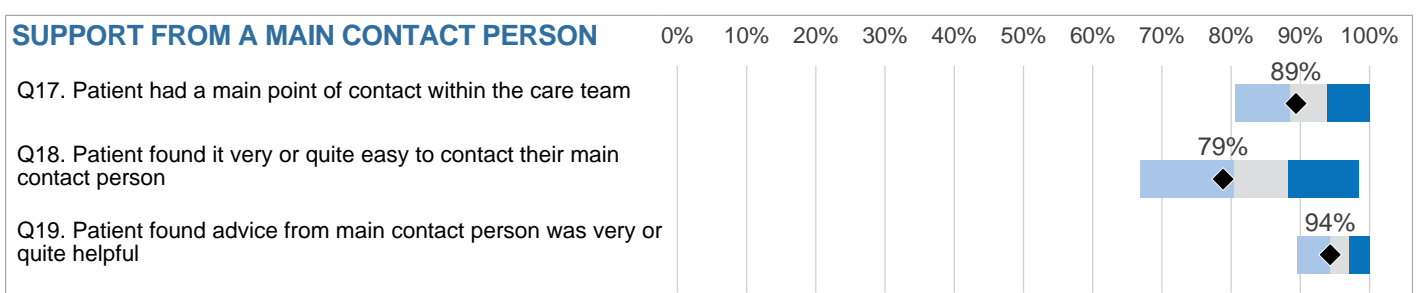 SUPPORT FROM A MAIN CONTACT PERSON 0% 10% 20% 30% 40% 50% 60% 70% 80% 90% 100%
89%
Q17. Patient had a main point of contact within the care team
79%
Q18. Patient found it very or quite easy to contact their main
contact person
94%
Q19. Patient found advice from main contact person was very or
quite helpful